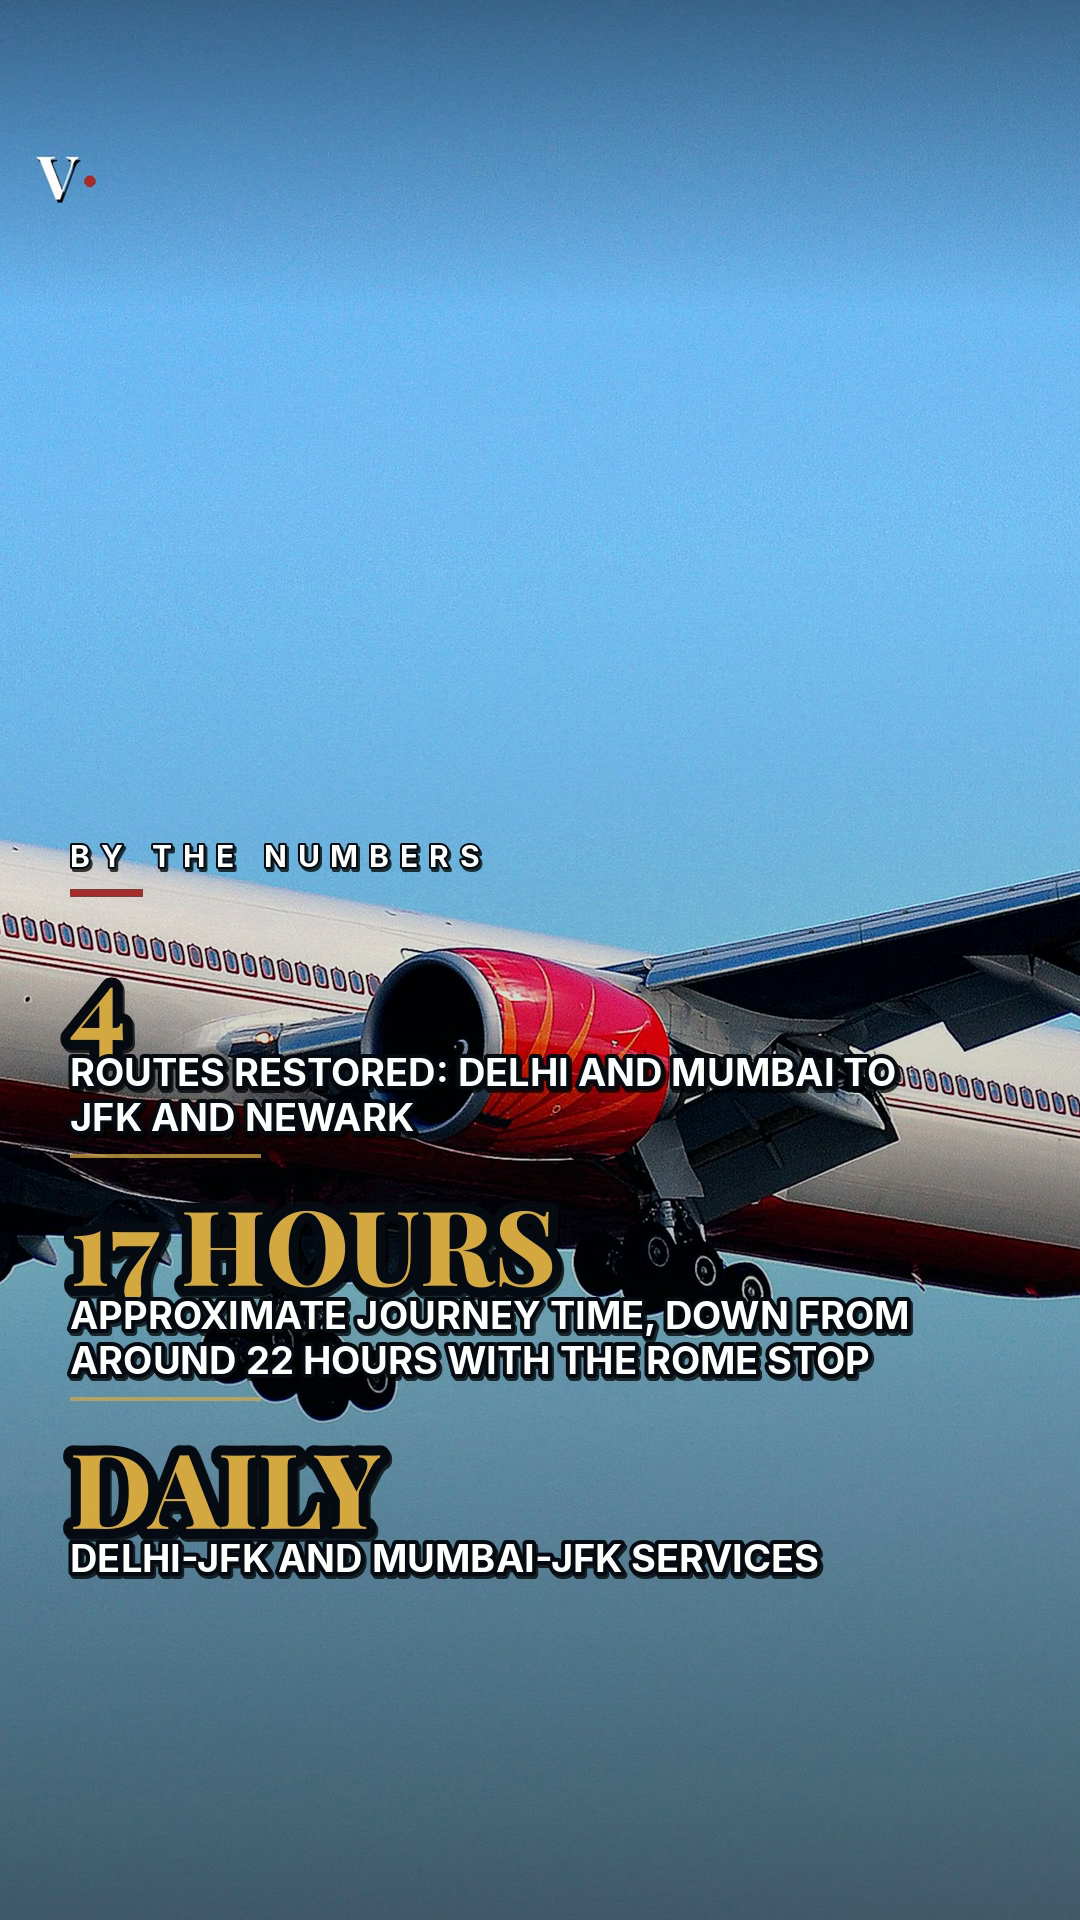 V
BY THE NUMBERS
4
ROUTES RESTORED: DELHI AND MUMBAI TO
JFK AND NEWARK
17 HOURS
APPROXIMATE JOURNEY TIME, DOWN FROM
AROUND 22 HOURS WITH THE ROME STOP
DAILY
DELHI-JFK AND MUMBAI-JFK SERVICES